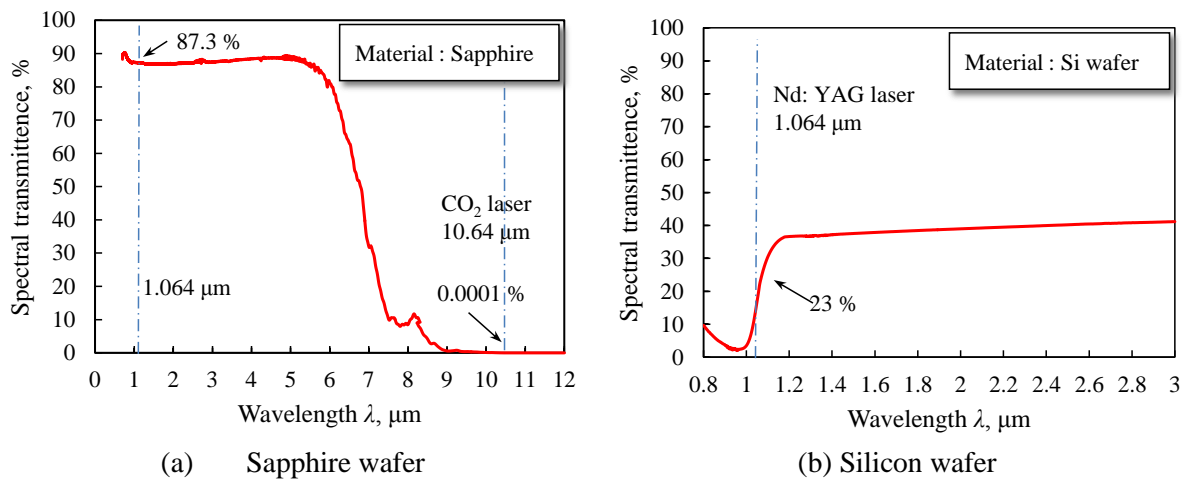 100
90
80
70
60
50
40
30
20
10
0
Spectral transmittence, %
87.3 %
Material : Sapphire
CO2 laser
10.64 μm
1.064 μm
0.0001 %
0 1 2 3 4 5 6 7 8 9 10 11 12
Wavelength λ, μm
(a) Sapphire wafer
100
90
80
70
60
50
40
30
20
10
0
Spectral transmittence, %
Material : Si wafer
Nd: YAG laser
1.064 μm
23 %
0.8 1 1.2 1.4 1.6 1.8 2 2.2 2.4 2.6 2.8 3
Wavelength λ, μm
(b) Silicon wafer